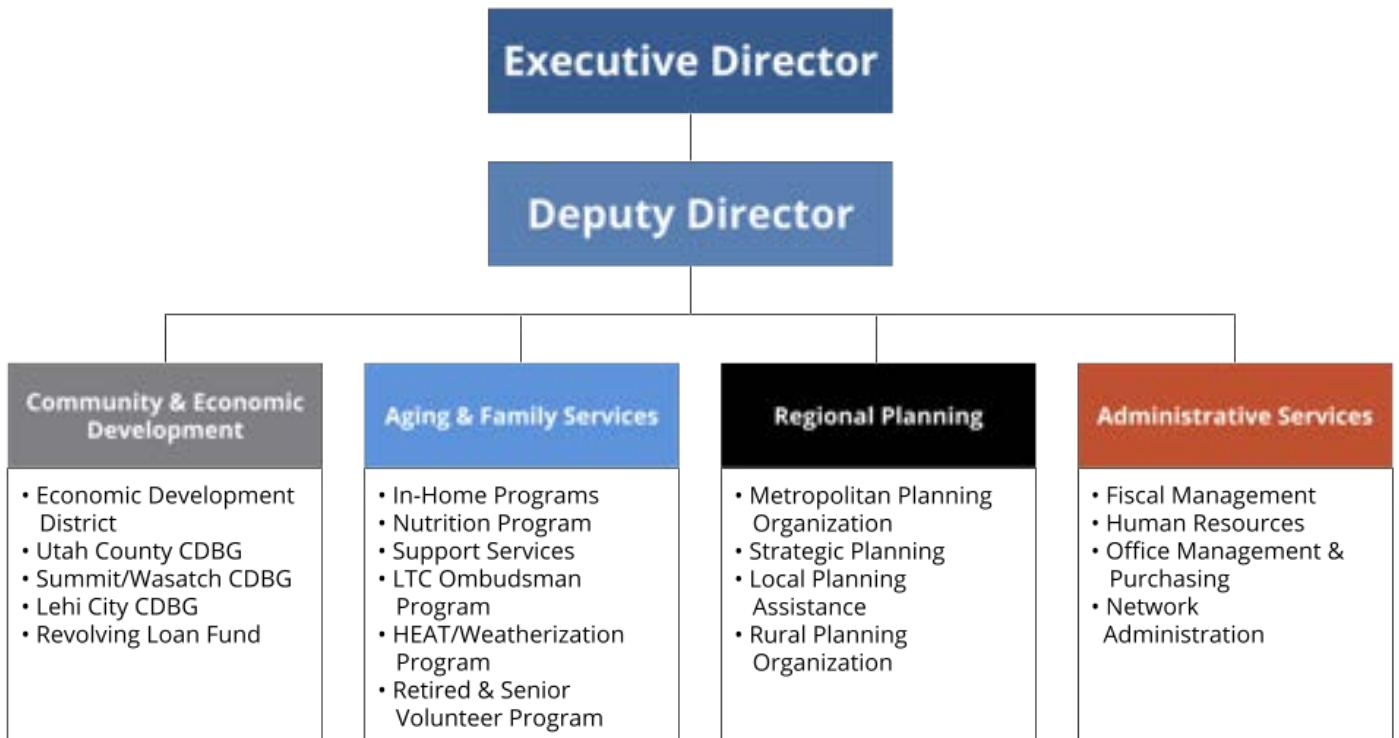 Executive Director
Deputy Director
Community & Economic
Development
• Economic Development
District
• Utah County CDBG
• Summit/Wasatch CDBG
• Lehi City CDBG
• Revolving Loan Fund
Aging & Family Services
• In-Home Programs
• Nutrition Program
• Support Services
• LTC Ombudsman
Program
• HEAT/Weatherization
Program
• Retired & Senior
Volunteer Program
Regional Planning
• Metropolitan Planning
Organization
• Strategic Planning
• Local Planning
Assistance
• Rural Planning
Organization
Administrative Services
• Fiscal Management
• Human Resources
• Office Management &
Purchasing
• Network
Administration